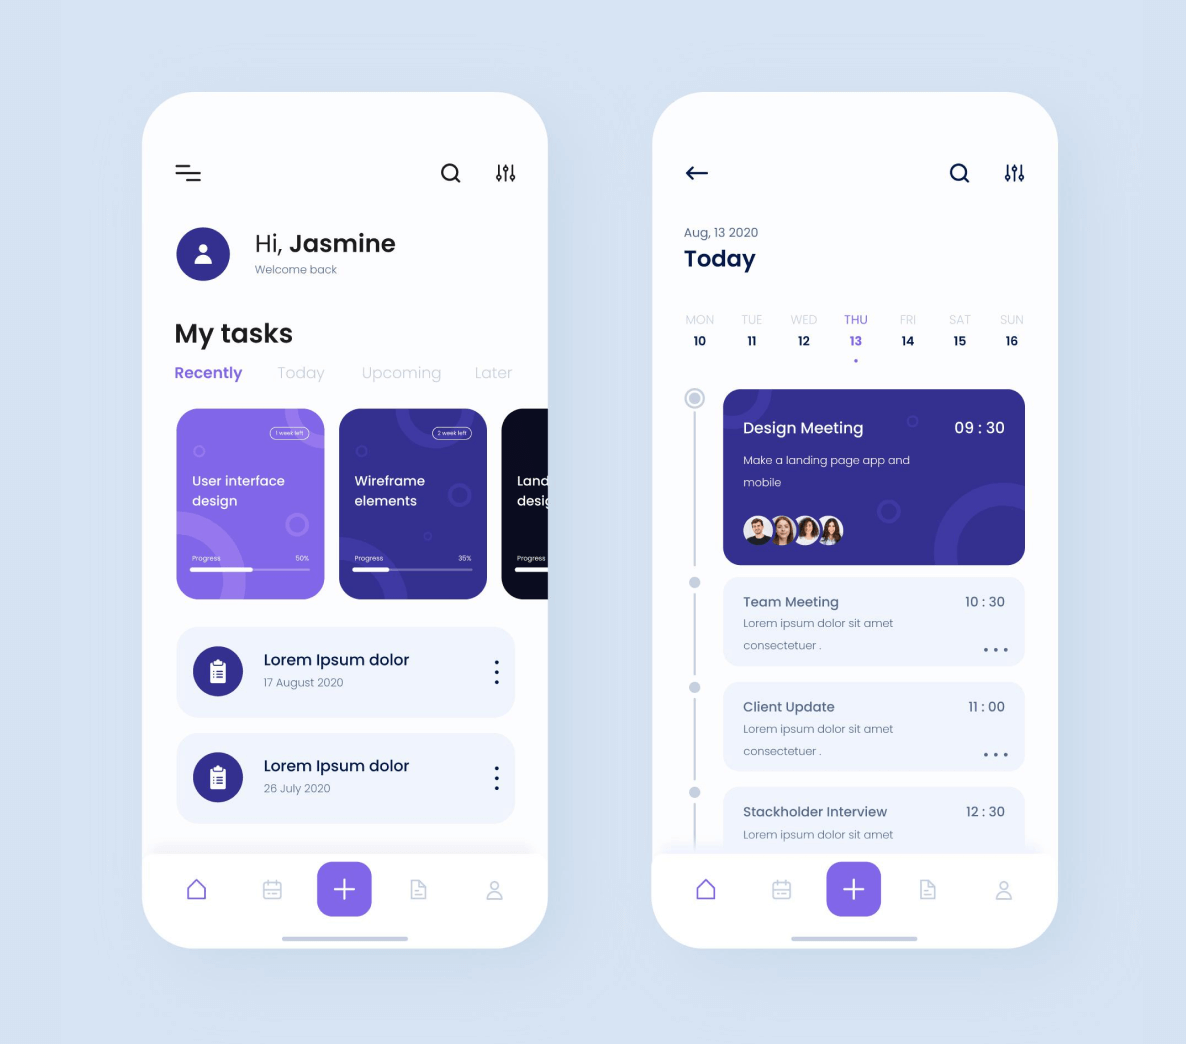 Hi, Jasmine
Welcome back
My tasks
Recently Today Upcoming Later
1 week left
User interface
design
Progress 50%
2 week left
Wireframe
elements
Progress 35%
Land
desig
Progress
Lorem Ipsum dolor
17 August 2020
Lorem Ipsum dolor
26 July 2020
Aug, 13 2020
Today
MON TUE WED THU FRI SAT SUN
10 11 12 13 14 15 16
Design Meeting 09 : 30
Make a landing page app and
mobile
Team Meeting 10 : 30
Lorem ipsum dolor sit amet
consectetuer .
Client Update 11 : 00
Lorem ipsum dolor sit amet
consectetuer .
Stackholder Interview 12 : 30
Lorem ipsum dolor sit amet